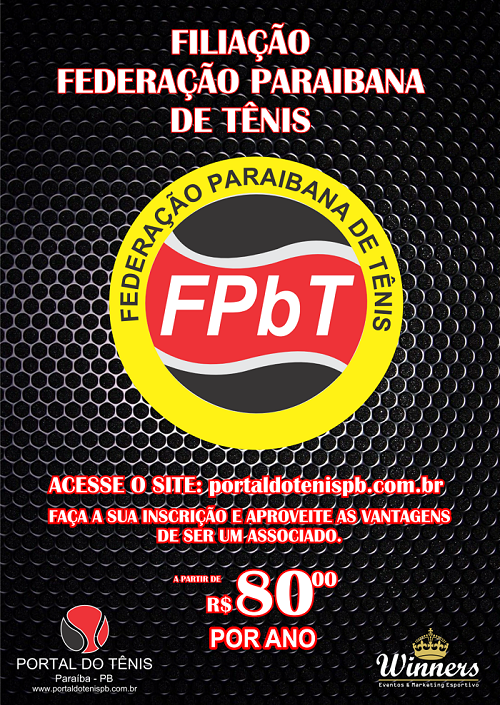 FILIAÇÃO
FEDERAÇÃO PARAIBANA
DE TÊNIS
FEDERAÇÃO PARAIBANA DE TÊNIS
FPbT
ACESSE O SITE: portaldotenispb.com.br
FAÇA A SUA INSCRIÇÃO E APROVEITE AS VANTAGENS
DE SER UM ASSOCIADO.
A PARTIR DE
R$ 8000
POR ANO
PORTAL DO TÊNIS
Paraíba - PB
www.portaldotenispb.com.br
Winners
Eventos & Marketing Esportivo